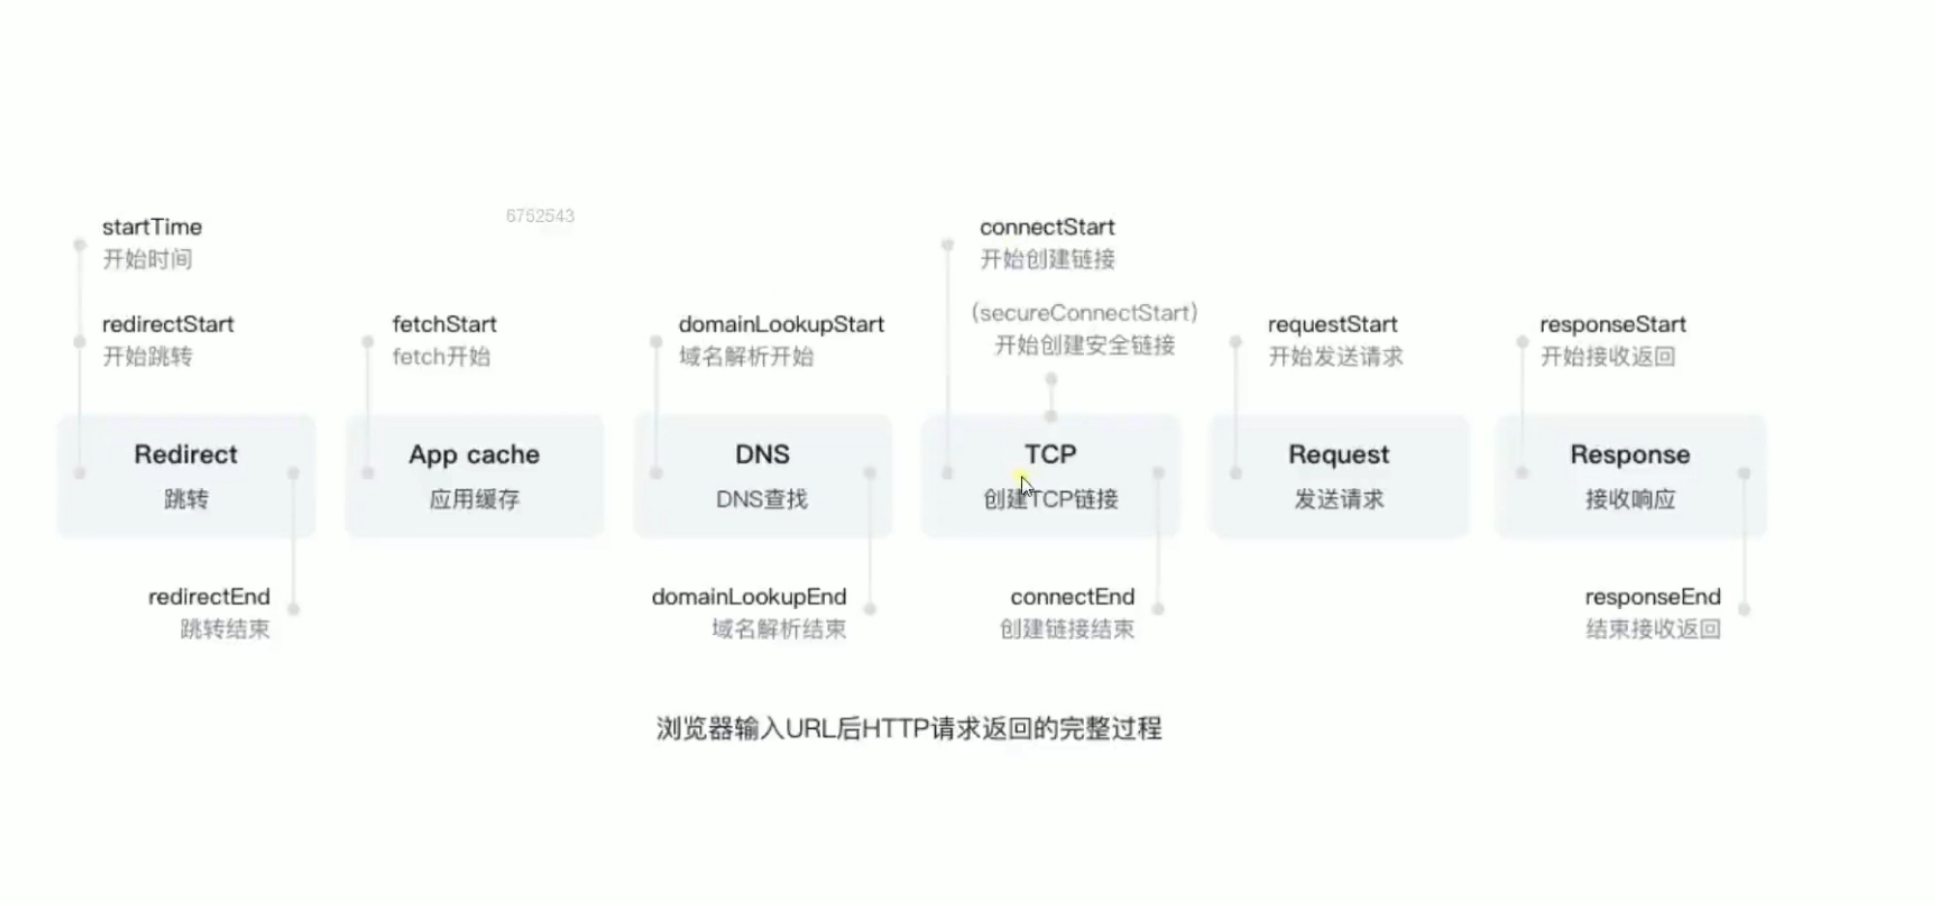 startTime
开始时间
6752543
connectStart
开始创建链接
redirectStart
开始跳转
fetchStart
fetch开始
domainLookupStart
域名解析开始
(secureConnectStart)
开始创建安全链接
requestStart
开始发送请求
responseStart
开始接收返回
Redirect
跳转
App cache
应用缓存
DNS
DNS查找
TCP
创建TCP链接
Request
发送请求
Response
接收响应
redirectEnd
跳转结束
domainLookupEnd
域名解析结束
connectEnd
创建链接结束
responseEnd
结束接收返回
浏览器输入URL后HTTP请求返回的完整过程